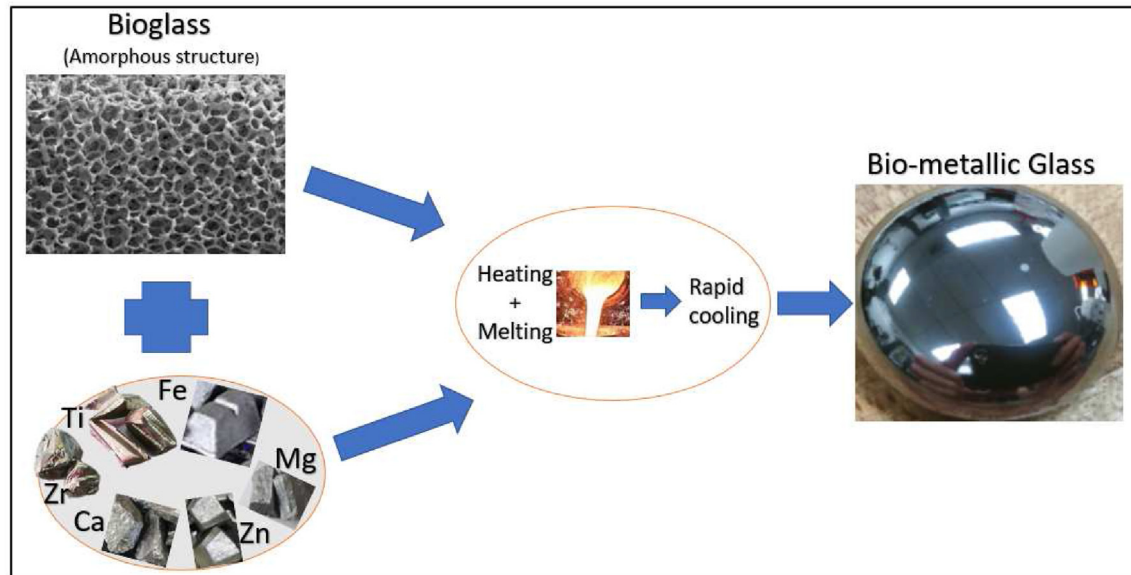 Bioglass
(Amorphous structure)
Bio-metallic Glass
Heating
+
Melting
Rapid
cooling
Fe
Ti
Mg
Zr
Ca
Zn